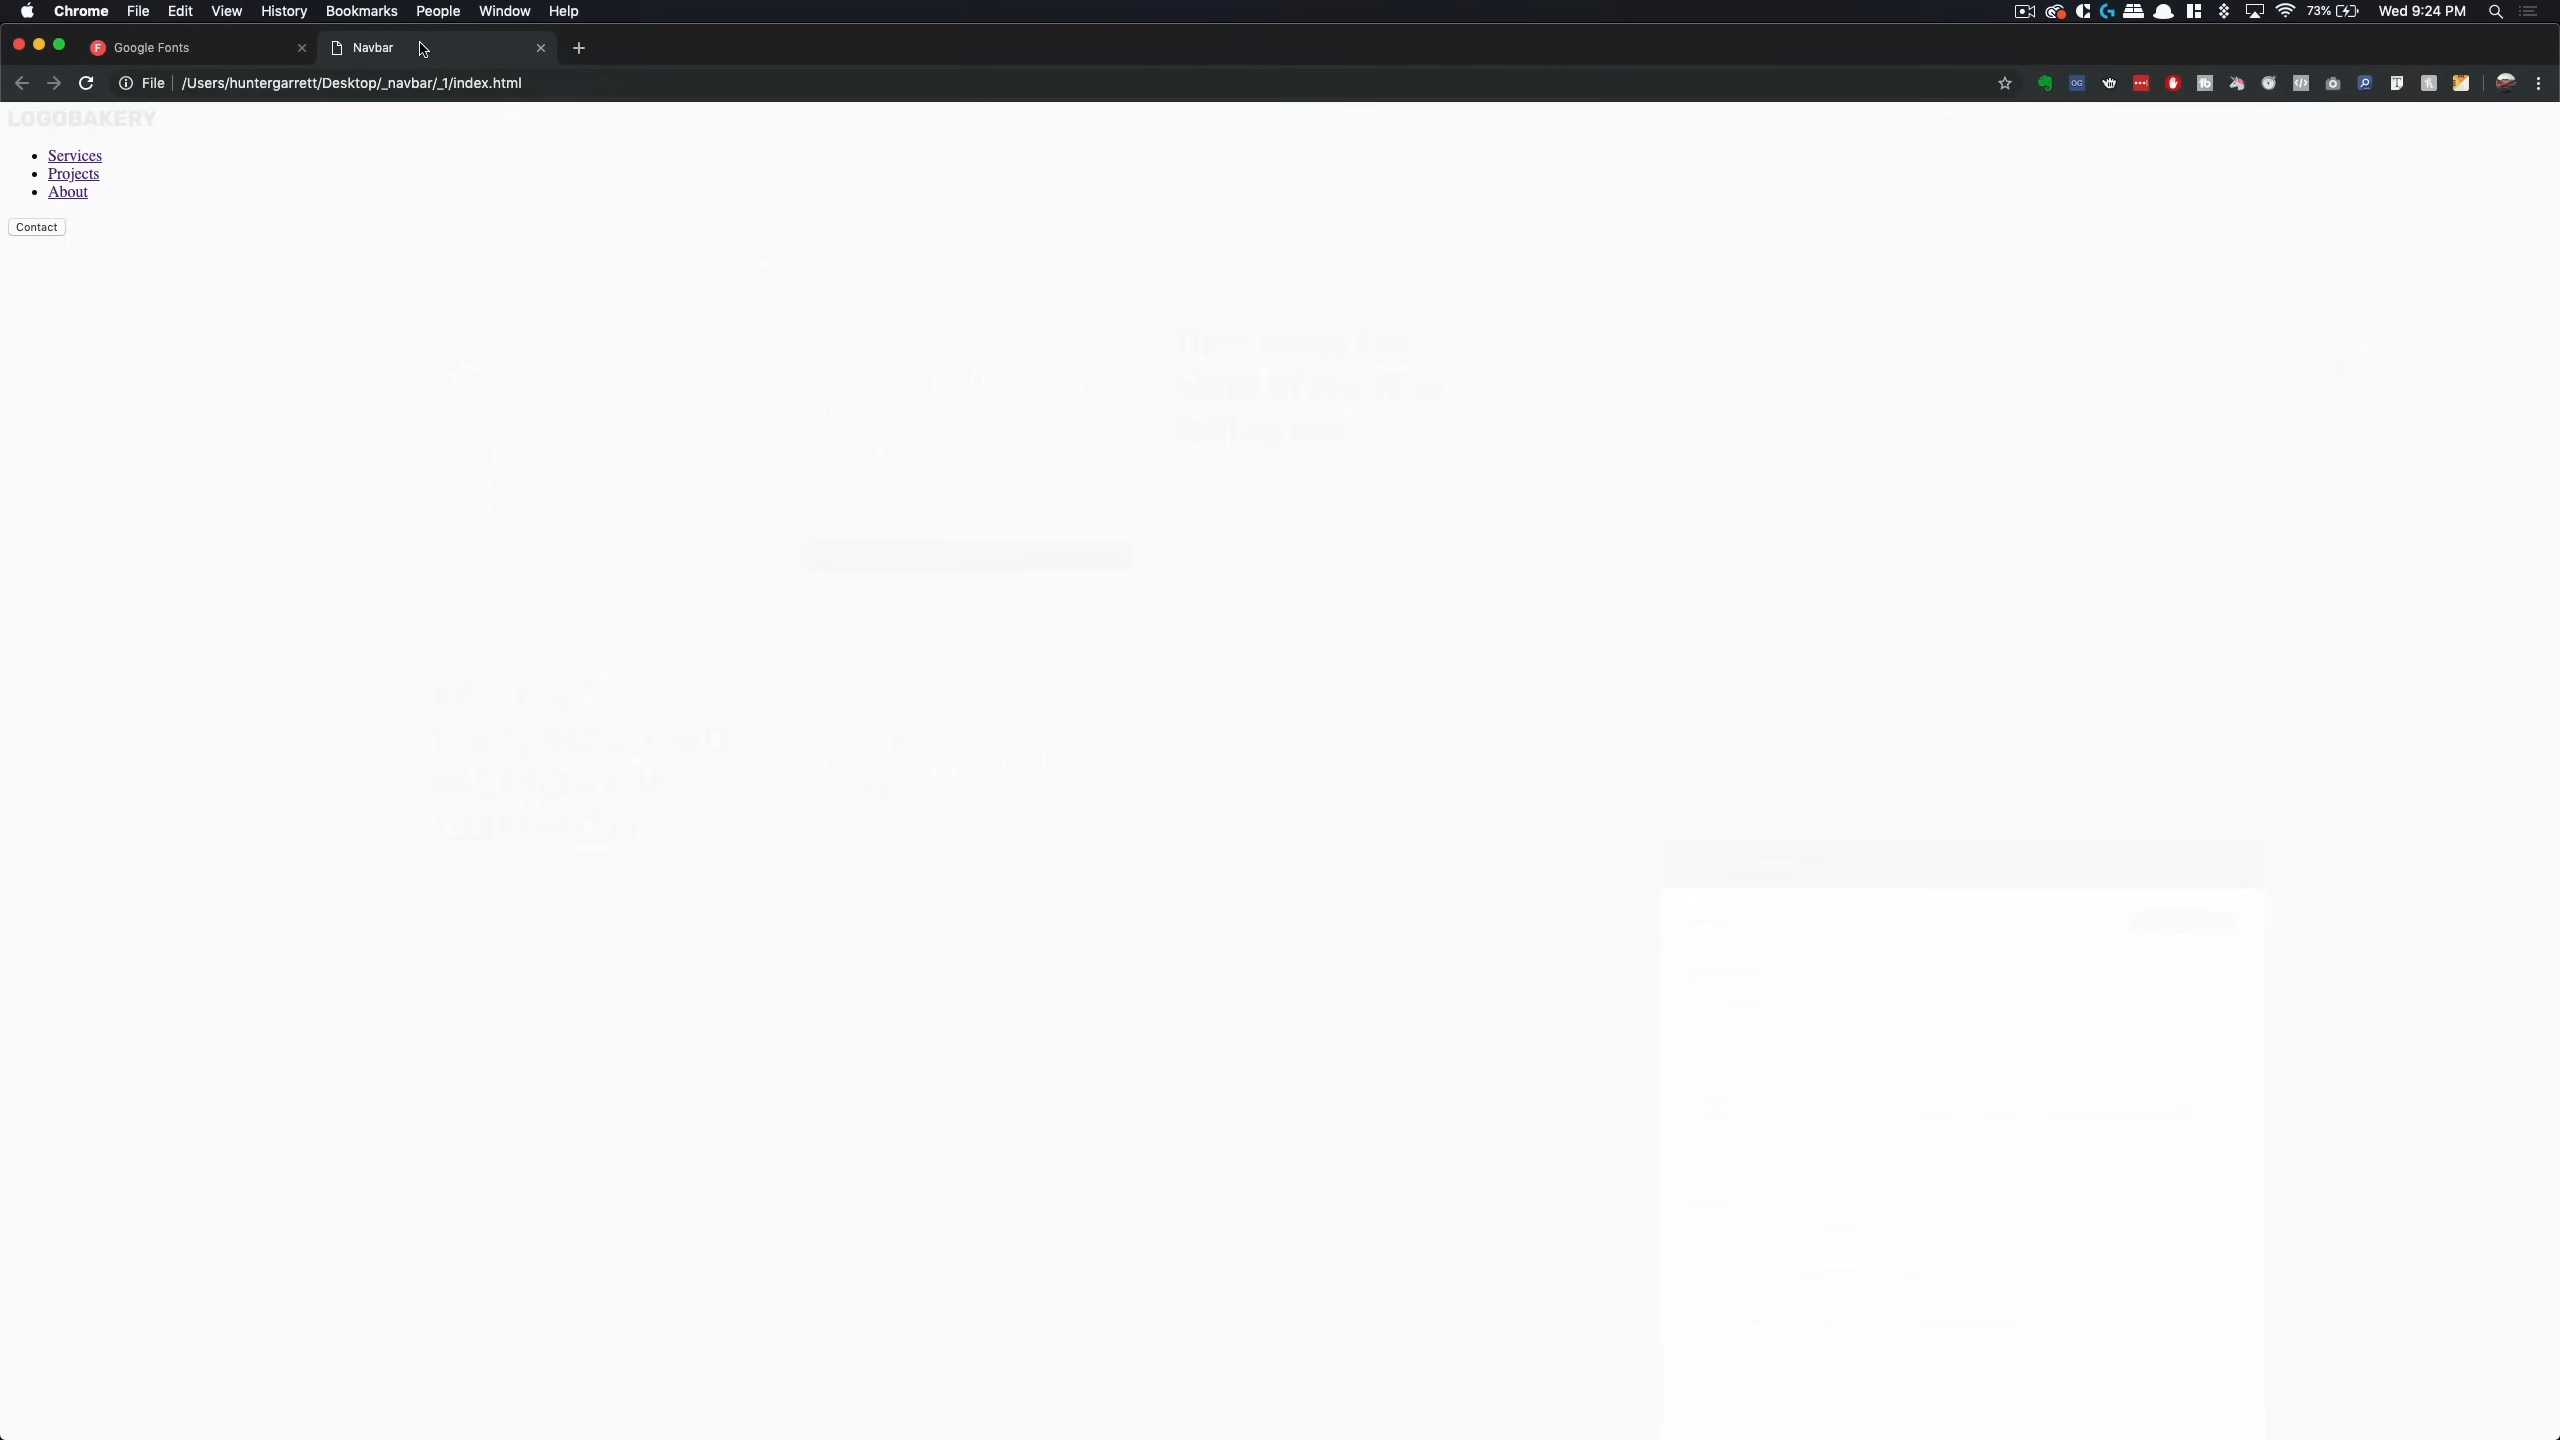 Chrome File Edit View History Bookmarks People Window Help 73% Wed 9:24 PM
Google Fonts Navbar
File /Users/huntergarrett/Desktop/_navbar/_1/index.html
LOGOBAKERY
Services
Projects
About
Contact